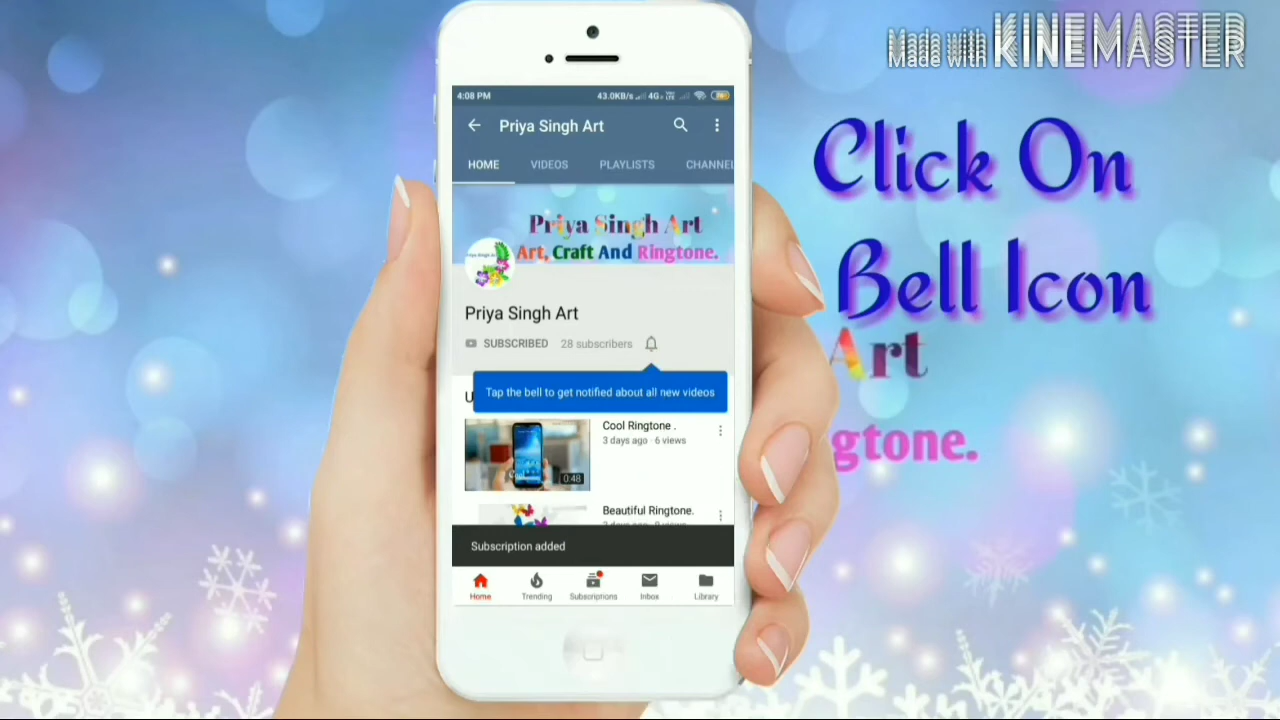 Made with KINEMASTER
Click On
Bell Icon
Art
gtone.
4:08 PM
43.0KB/s 4G
Priya Singh Art
HOME VIDEOS PLAYLISTS CHANNEL
Priya Singh Art
Art, Craft And Ringtone.
Priya Singh Art
Priya Singh Art
SUBSCRIBED 28 subscribers
Tap the bell to get notified about all new videos
U
Cool Ringtone .
3 days ago · 6 views
0:48
Beautiful Ringtone.
Subscription added
Home Trending Subscriptions Inbox Library